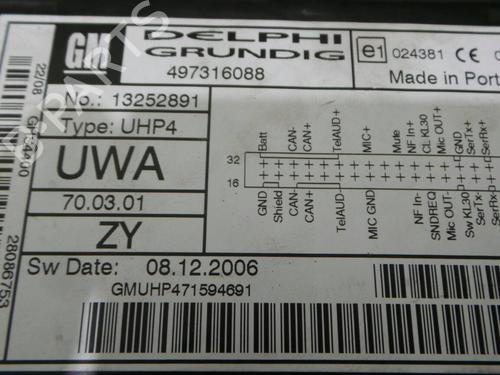 GM DELPHI GRUNDIG
497316088
e1 024381 CE
Made in Port
No.: 13252891
Type: UHP4
UWA
70.03.01
ZY
Sw Date: 08.12.2006
GMUHP471594691
22/08
28086753
Batt CAN- CAN+ TelAUD+ MIC+ Mute NF In+ CL KL30 Mic OUT+ GND SerTx+ SerRx+
32
16
GND Shield CAN- CAN+ TelAUD- MIC GND NF In- SNDREQ Mic OUT- Sw KL30 SerTx- SerRx-